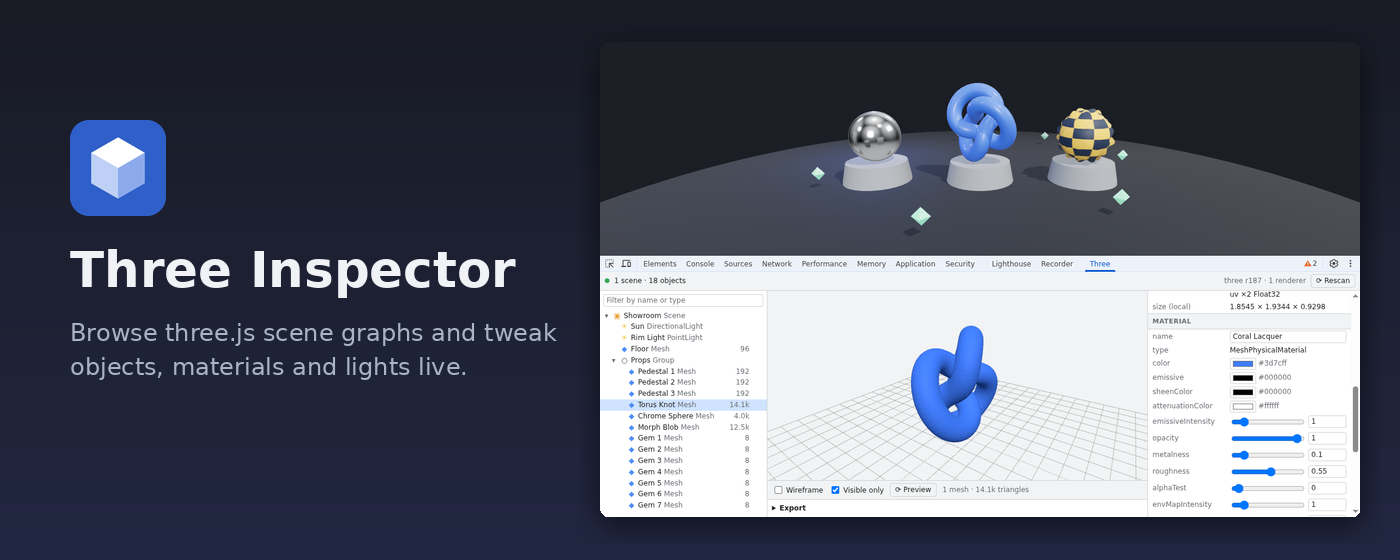 Three Inspector
Browse three.js scene graphs and tweak
objects, materials and lights live.
Elements Console Sources Network Performance Memory Application Security Lighthouse Recorder Three 2
1 scene · 18 objects
three r187 · 1 renderer ⟳ Rescan
Filter by name or type
Showroom Scene
Sun DirectionalLight
Rim Light PointLight
Floor Mesh 96
Props Group
Pedestal 1 Mesh 192
Pedestal 2 Mesh 192
Pedestal 3 Mesh 192
Torus Knot Mesh 14.1k
Chrome Sphere Mesh 4.0k
Morph Blob Mesh 12.5k
Gem 1 Mesh 8
Gem 2 Mesh 8
Gem 3 Mesh 8
Gem 4 Mesh 8
Gem 5 Mesh 8
Gem 6 Mesh 8
Gem 7 Mesh 8
Wireframe Visible only ⟳ Preview 1 mesh · 14.1k triangles
Export
uv ×2 Float32
size (local) 1.8545 × 1.9344 × 0.9298
MATERIAL
name Coral Lacquer
type MeshPhysicalMaterial
color #3d7cff
emissive #000000
sheenColor #000000
attenuationColor #ffffff
emissiveIntensity 1
opacity 1
metalness 0.1
roughness 0.55
alphaTest 0
envMapIntensity 1